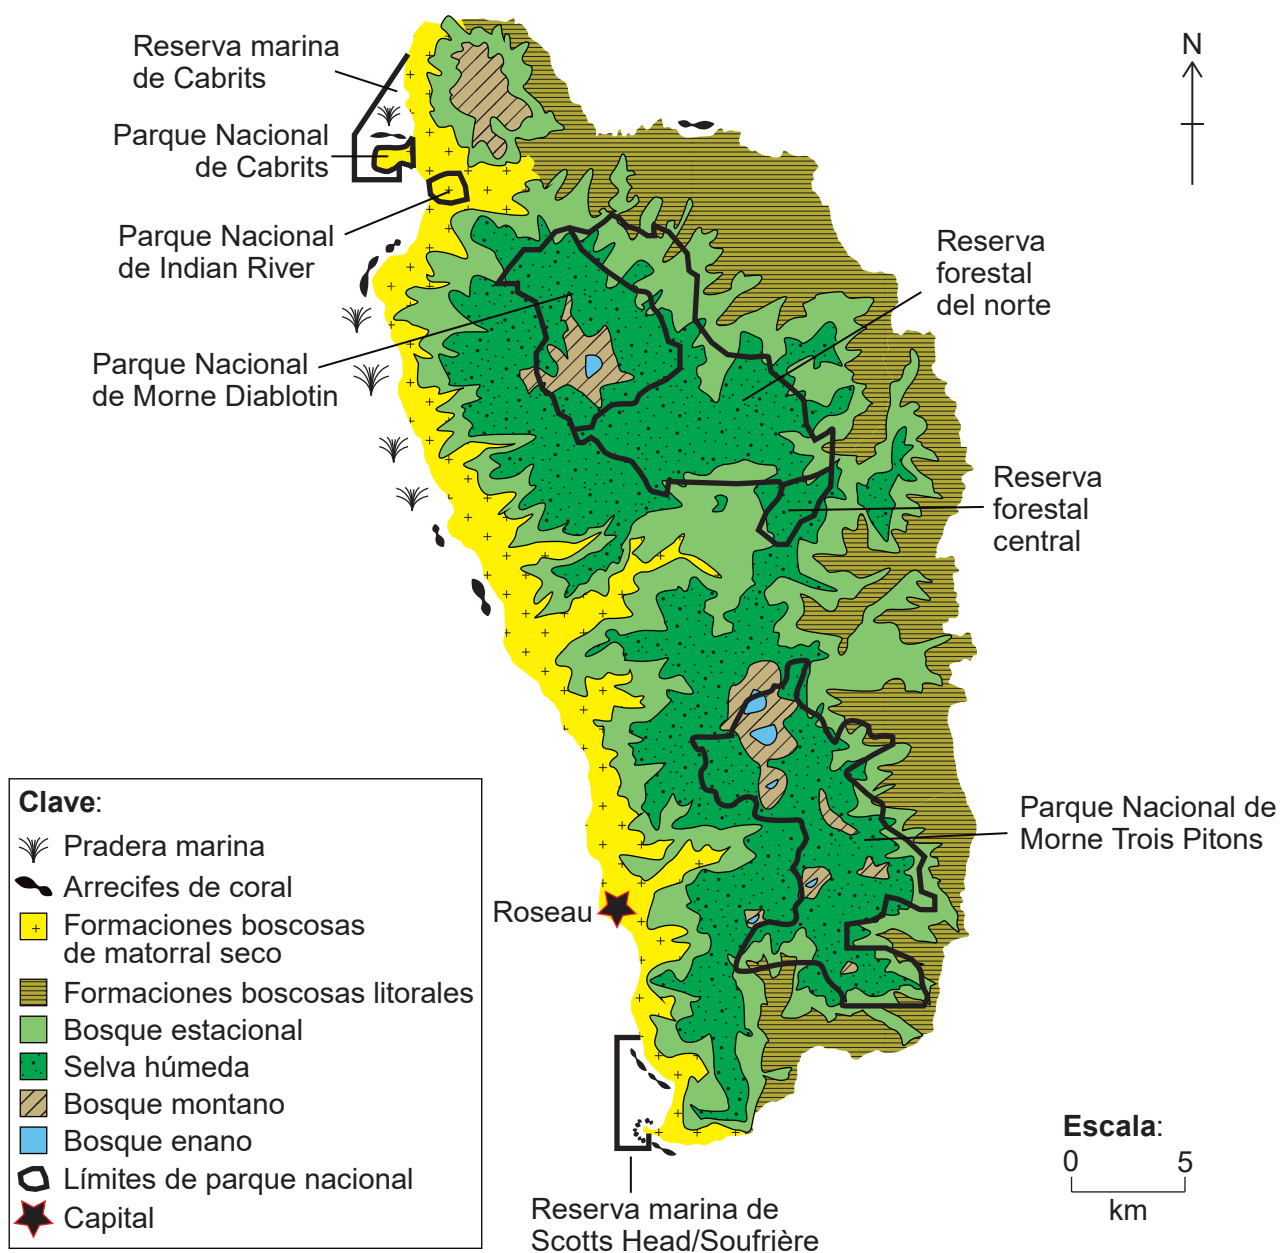 Reserva marina
de Cabrits
N
Parque Nacional
de Cabrits
Parque Nacional
de Indian River
Reserva
forestal
del norte
Parque Nacional
de Morne Diablotin
Reserva
forestal
central
Clave:
Pradera marina
Arrecifes de coral
Formaciones boscosas
de matorral seco
Formaciones boscosas litorales
Bosque estacional
Selva húmeda
Bosque montano
Bosque enano
Límites de parque nacional
Capital
Parque Nacional de
Morne Trois Pitons
Roseau
Escala:
0 5
km
Reserva marina de
Scotts Head/Soufrière